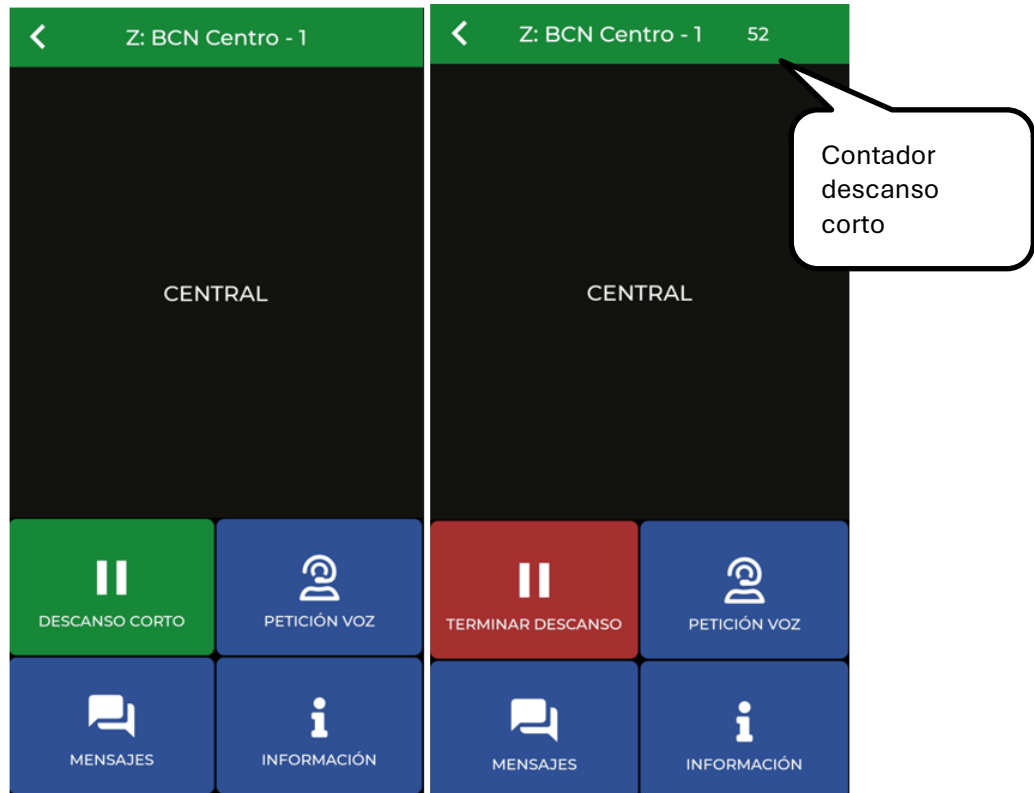 Z: BCN Centro - 1
CENTRAL
DESCANSO CORTO
PETICIÓN VOZ
MENSAJES
INFORMACIÓN
Z: BCN Centro - 1 52
Contador
descanso
corto
CENTRAL
TERMINAR DESCANSO
PETICIÓN VOZ
MENSAJES
INFORMACIÓN